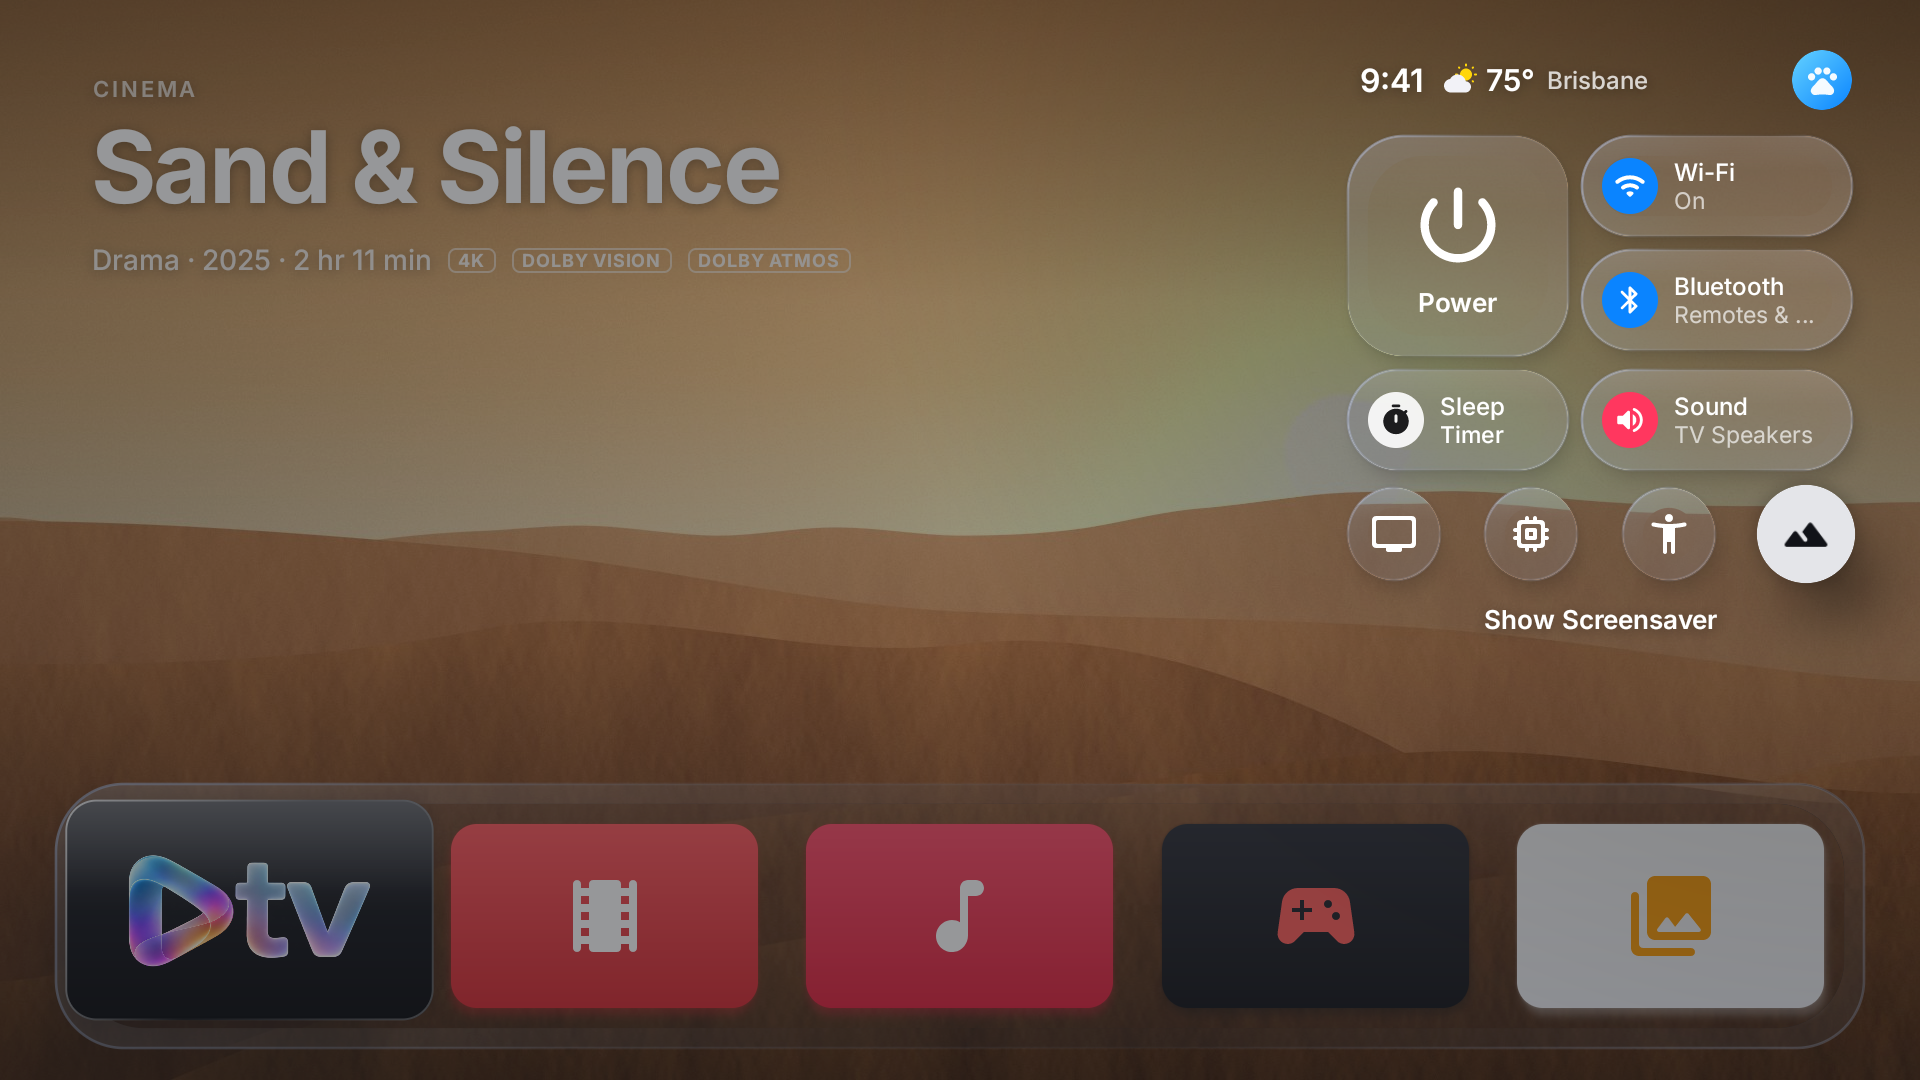 CINEMA
Sand & Silence
Drama · 2025 · 2 hr 11 min 4K DOLBY VISION DOLBY ATMOS
9:41 75° Brisbane
Power
Wi-Fi
On
Bluetooth
Remotes & ...
Sleep
Timer
Sound
TV Speakers
Show Screensaver
tv